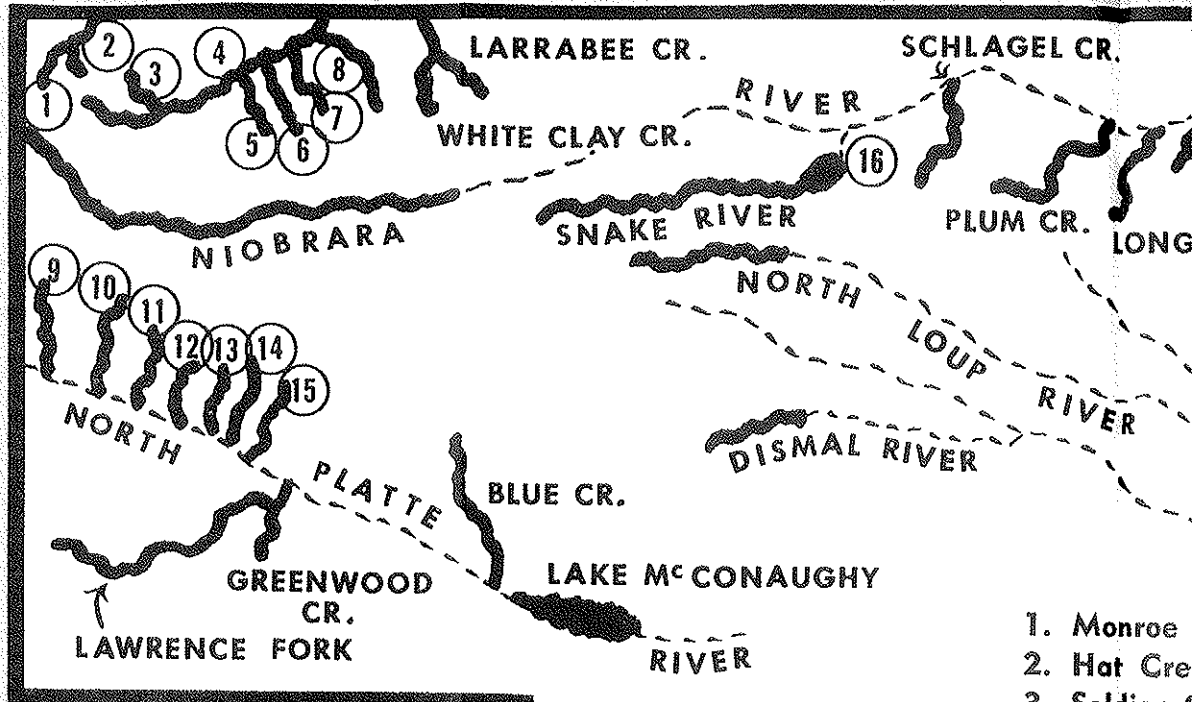 2
4
LARRABEE CR.
SCHLAGEL CR.
1
3
8
RIVER
7
5
6
WHITE CLAY CR.
16
NIOBRARA
SNAKE RIVER
PLUM CR.
LONG
9
10
NORTH
11
LOUP
12
13
14
15
RIVER
NORTH
DISMAL RIVER
PLATTE
BLUE CR.
GREENWOOD
CR.
LAKE McCONAUGHY
LAWRENCE FORK
RIVER
1. Monroe
2. Hat Cre